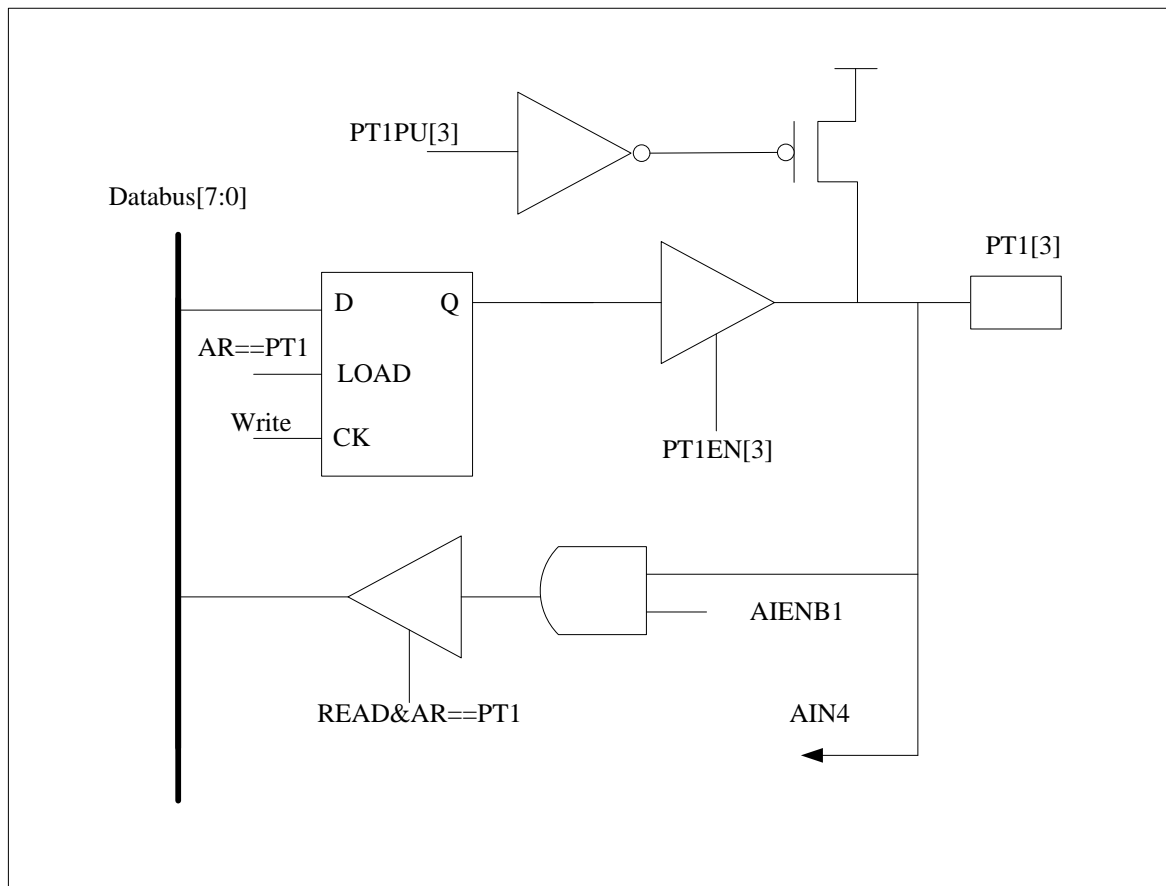 PT1PU[3]
Databus[7:0]
PT1[3]
D
Q
AR==PT1
LOAD
Write
CK
PT1EN[3]
AIENB1
READ&AR==PT1
AIN4